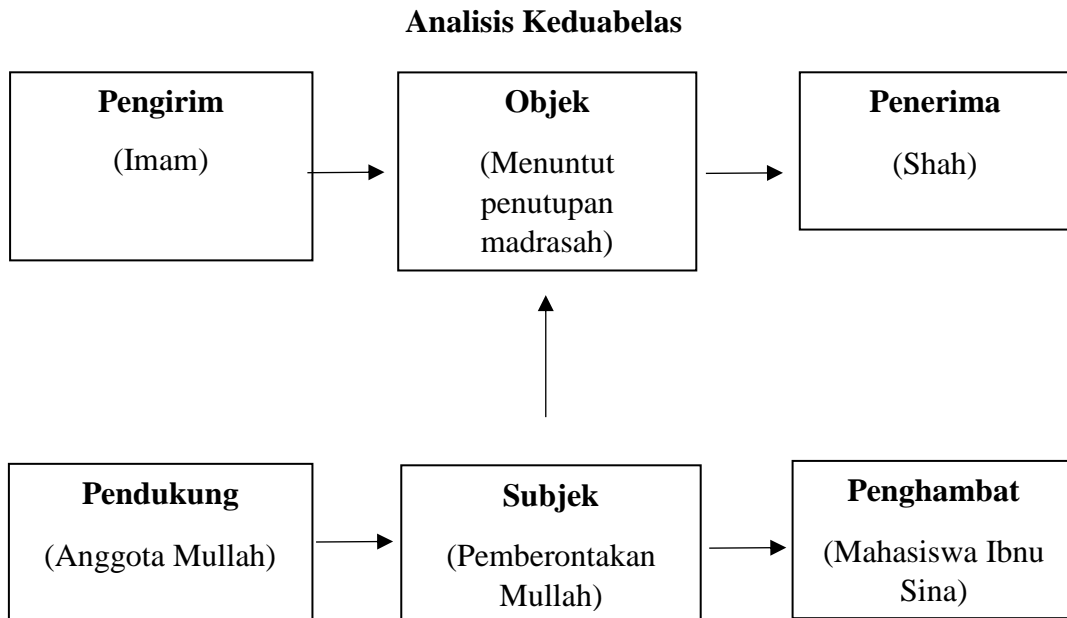 Analisis Keduabelas
Pengirim
(Imam)
Objek
(Menuntut
penutupan
madrasah)
Penerima
(Shah)
Pendukung
(Anggota Mullah)
Subjek
(Pemberontakan
Mullah)
Penghambat
(Mahasiswa Ibnu
Sina)